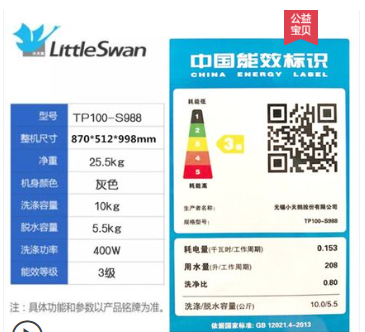 公益
宝贝
LittleSwan
型号 TP100-S988
整机尺寸 870*512*998mm
净重 25.5kg
机身颜色 灰色
洗涤容量 10kg
脱水容量 5.5kg
洗涤功率 400W
能效等级 3级
注：具体功能和参数以产品铭牌为准。
中国能效标识
CHINA ENERGY LABEL
耗能低
1
2
3
3级
4
5
耗能高
生产者名称： 无锡小天鹅股份有限公司
规格型号： TP100-S988
耗电量(千瓦时/工作周期) 0.153
用水量(升/工作周期) 208
洗净比 0.80
洗涤/脱水容量(公斤) 10.0/5.5
依据国家标准: GB 12021.4-2013